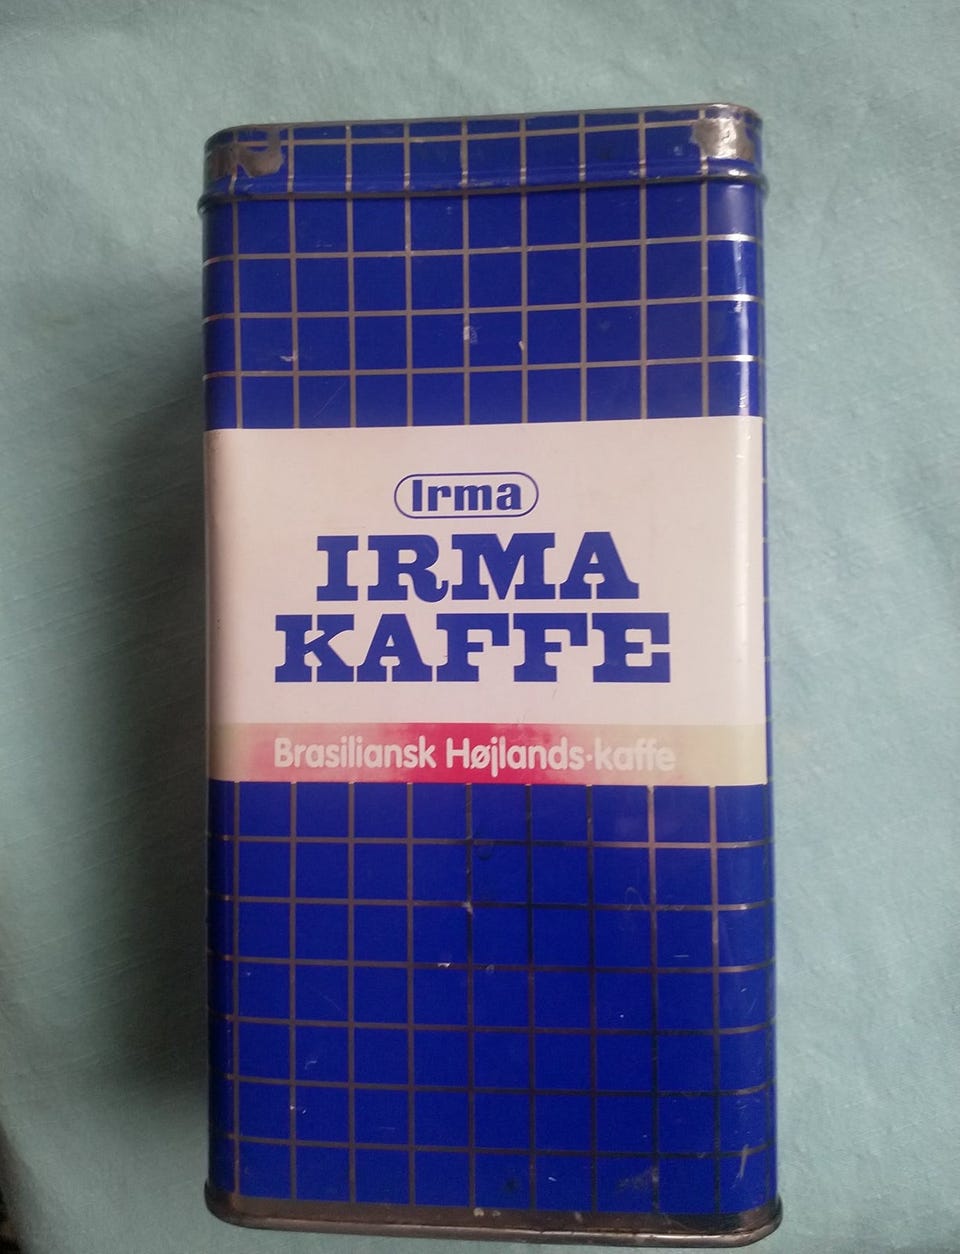 Irma
IRMA
KAFFE
Brasiliansk Højlands-kaffe